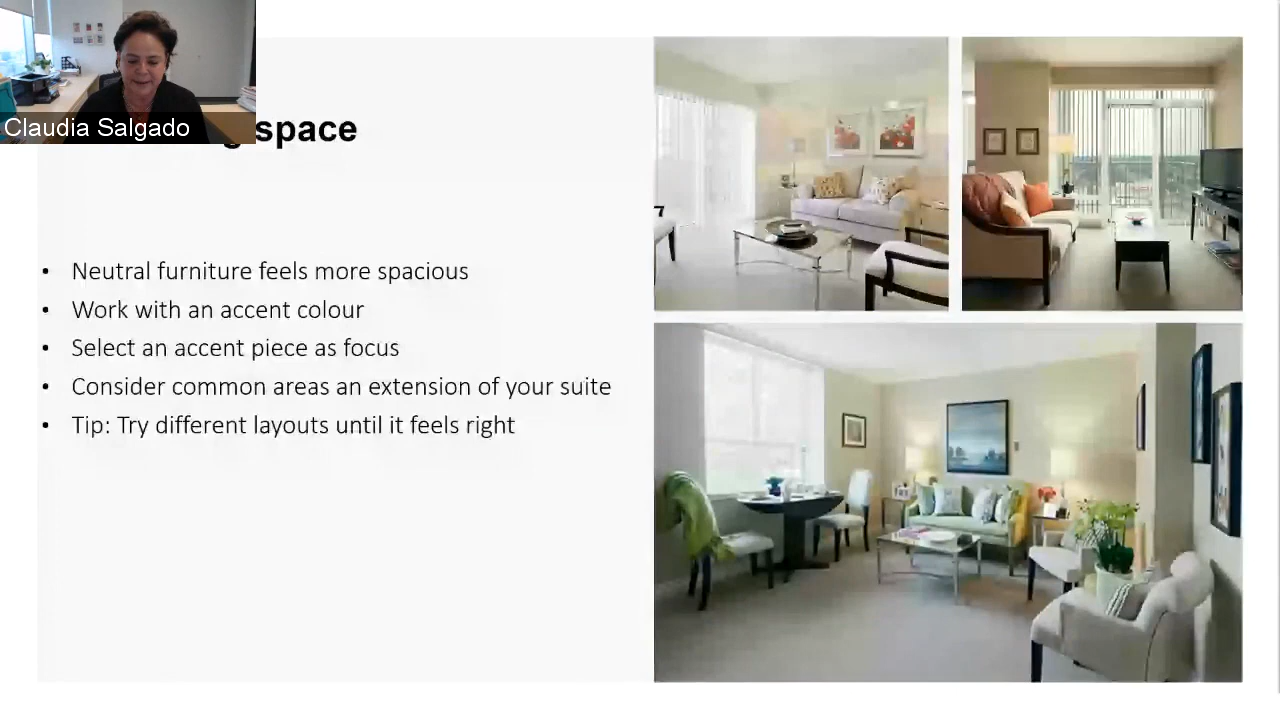 Claudia Salgado
space
• Neutral furniture feels more spacious
• Work with an accent colour
• Select an accent piece as focus
• Consider common areas an extension of your suite
• Tip: Try different layouts until it feels right